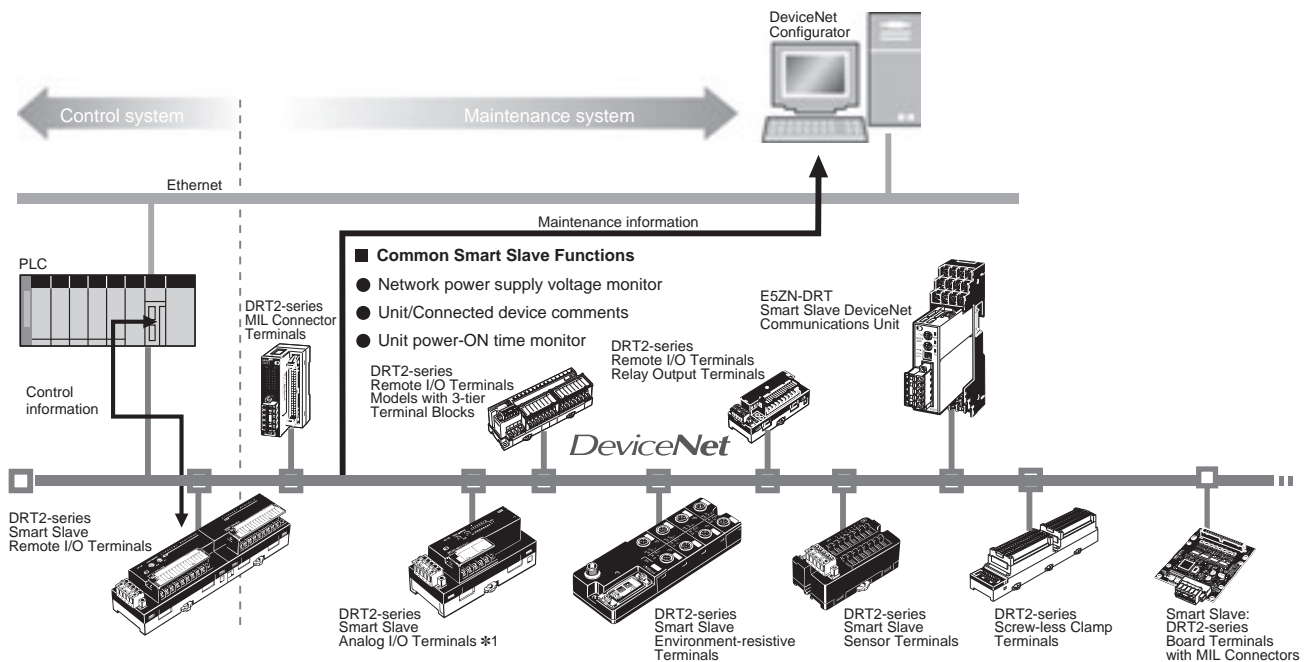 DeviceNet
Configurator
Control system
Maintenance system
Ethernet
Maintenance information
■ Common Smart Slave Functions
● Network power supply voltage monitor
● Unit/Connected device comments
● Unit power-ON time monitor
PLC
Control
information
DRT2-series
MIL Connector
Terminals
DRT2-series
Remote I/O Terminals
Models with 3-tier
Terminal Blocks
DRT2-series
Remote I/O Terminals
Relay Output Terminals
E5ZN-DRT
Smart Slave DeviceNet
Communications Unit
DeviceNet
DRT2-series
Smart Slave
Remote I/O Terminals
DRT2-series
Smart Slave
Analog I/O Terminals ✻1
DRT2-series
Smart Slave
Environment-resistive
Terminals
DRT2-series
Smart Slave
Sensor Terminals
DRT2-series
Screw-less Clamp
Terminals
Smart Slave:
DRT2-series
Board Terminals
with MIL Connectors